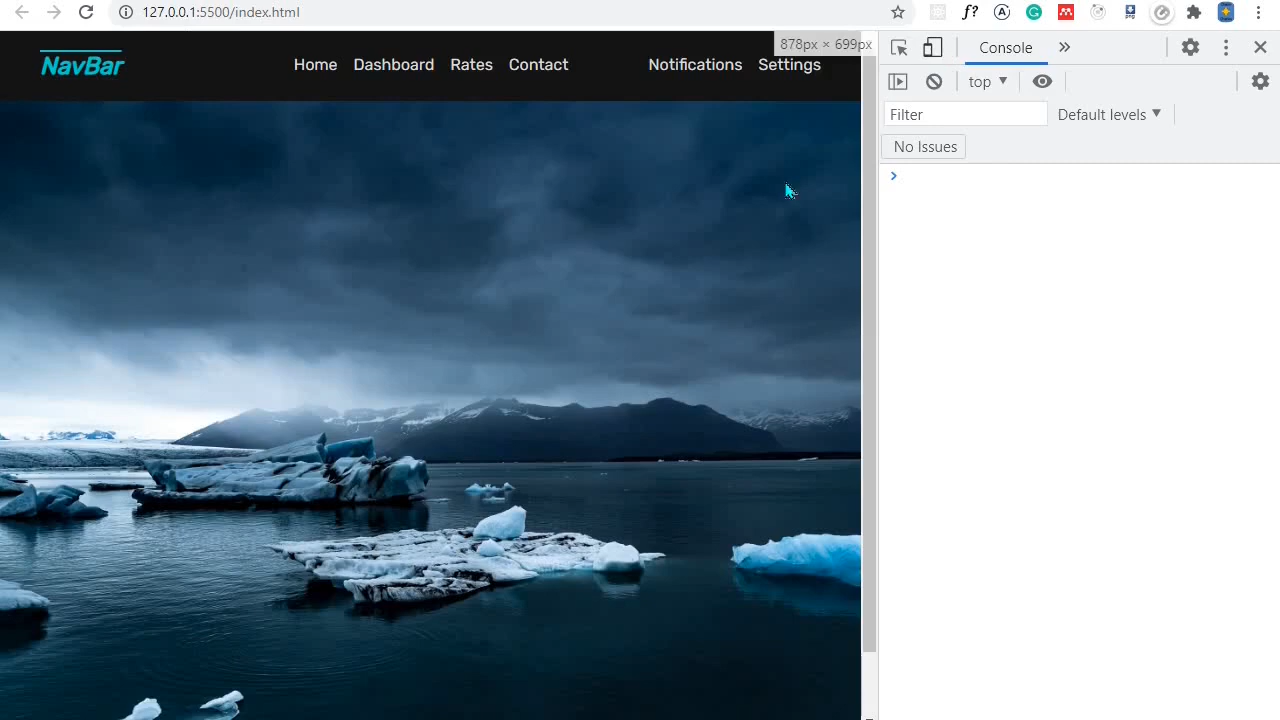 127.0.0.1:5500/index.html
878px × 699px
NavBar Home Dashboard Rates Contact Notifications Settings
Console
top
Filter Default levels
No Issues